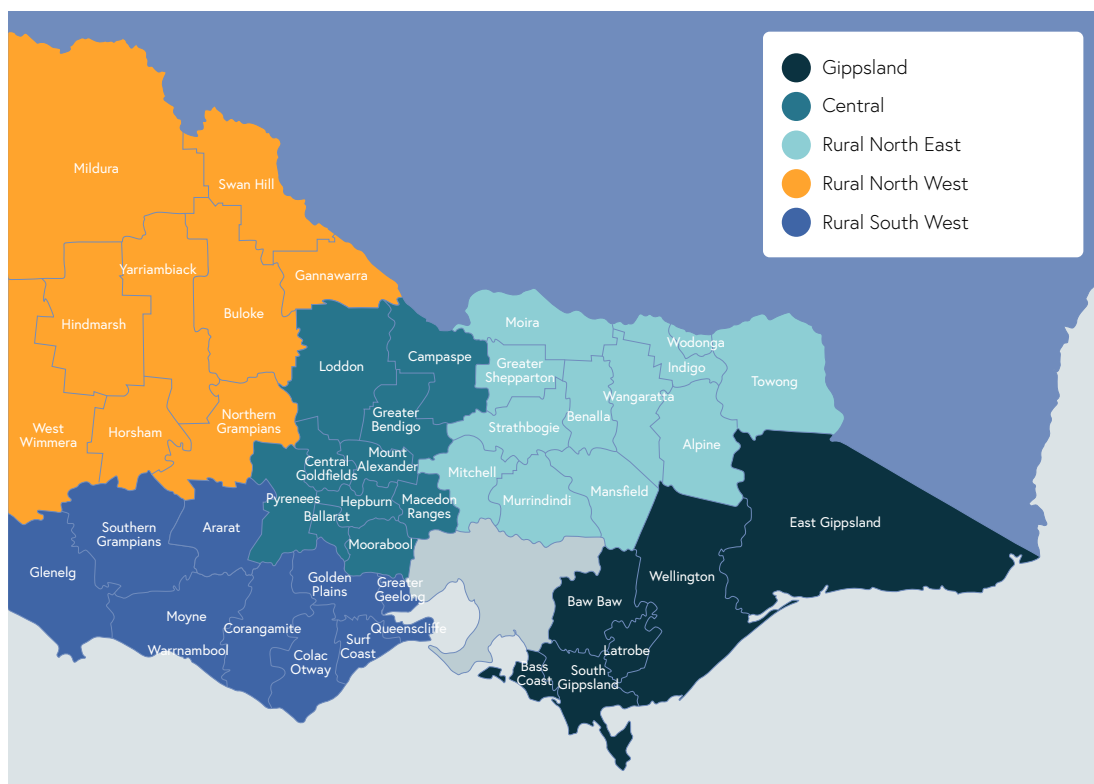 Gippsland
Central
Rural North East
Rural North West
Rural South West
Mildura
Swan Hill
Yarriambiack
Gannawarra
Hindmarsh
Buloke
West
Wimmera
Horsham
Northern
Grampians
Loddon
Campaspe
Greater
Bendigo
Mount
Alexander
Central
Goldfields
Pyrenees
Hepburn
Macedon
Ranges
Ballarat
Moorabool
Moira
Greater
Shepparton
Wodonga
Indigo
Towong
Wangaratta
Benalla
Strathbogie
Alpine
Mitchell
Murrindindi
Mansfield
Southern
Grampians
Ararat
Glenelg
Golden
Plains
Greater
Geelong
Moyne
Warrnambool
Corangamite
Queenscliffe
Surf
Coast
Colac
Otway
East Gippsland
Wellington
Baw Baw
Latrobe
Bass
Coast
South
Gippsland